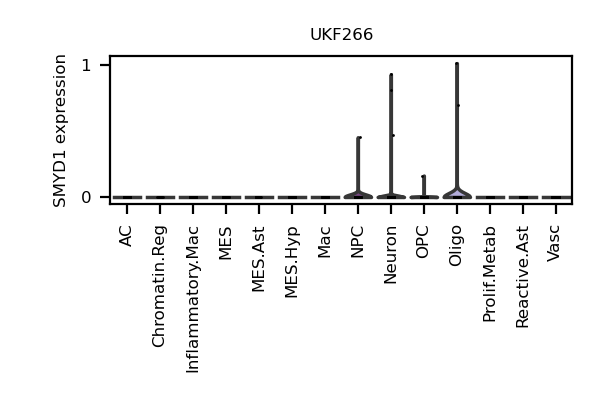 UKF266
SMYD1 expression
1
0
AC
Chromatin.Reg
Inflammatory.Mac
MES
MES.Ast
MES.Hyp
Mac
NPC
Neuron
OPC
Oligo
Prolif.Metab
Reactive.Ast
Vasc